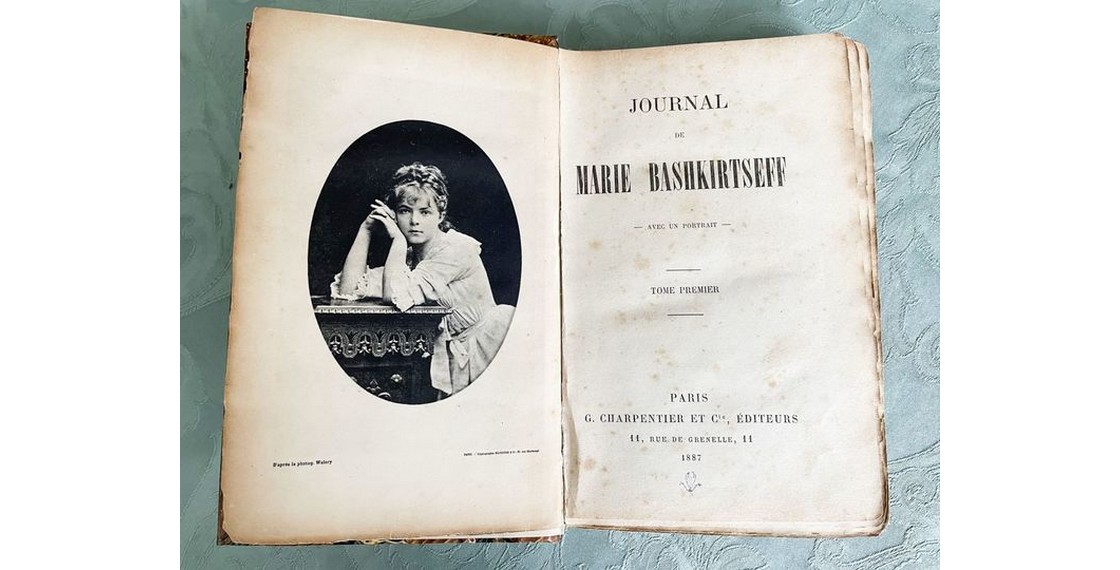 D'après la photog. Walery
JOURNAL
DE
MARIE BASHKIRTSEFF
— AVEC UN PORTRAIT —
TOME PREMIER
PARIS
G. CHARPENTIER ET Cie, ÉDITEURS
11, RUE DE GRENELLE, 11
1887